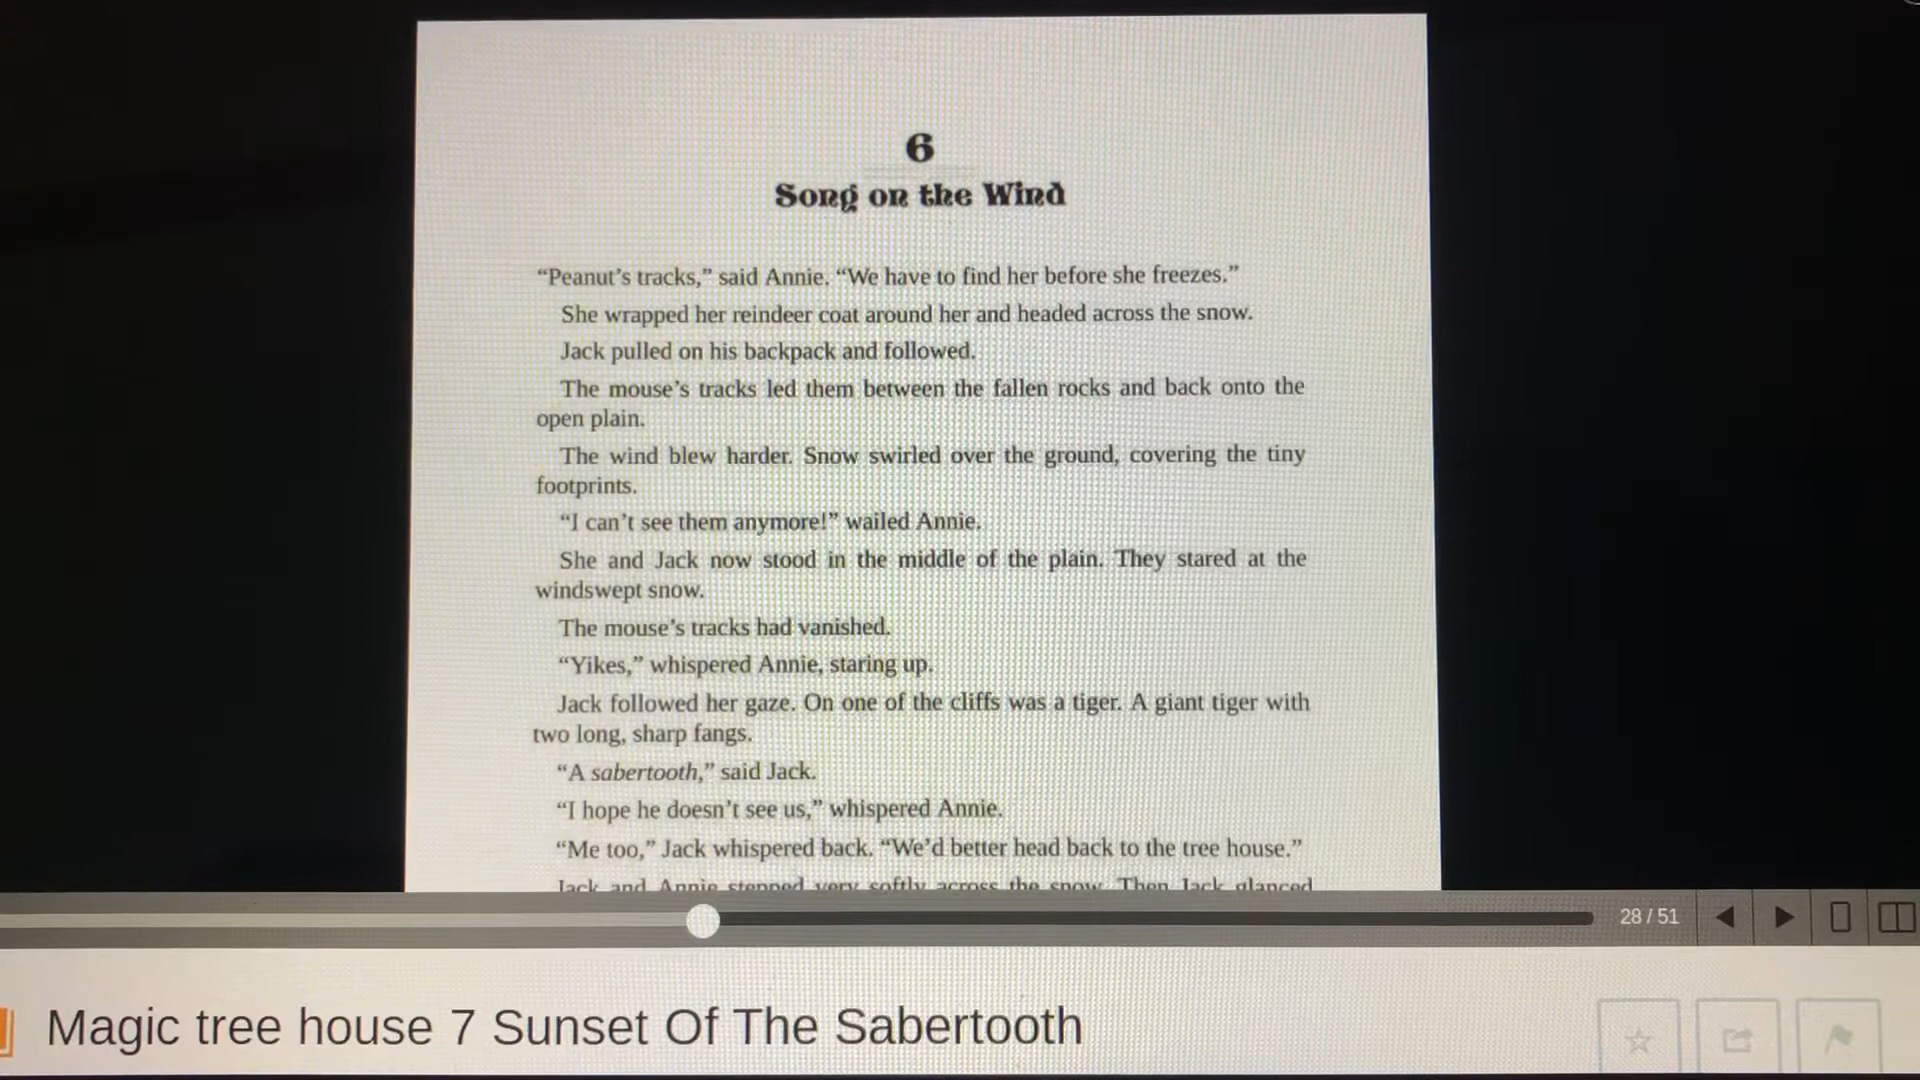 6
Song on the Wind
“Peanut’s tracks,” said Annie. “We have to find her before she freezes.”
She wrapped her reindeer coat around her and headed across the snow.
Jack pulled on his backpack and followed.
The mouse’s tracks led them between the fallen rocks and back onto the
open plain.
The wind blew harder. Snow swirled over the ground, covering the tiny
footprints.
“I can’t see them anymore!” wailed Annie.
She and Jack now stood in the middle of the plain. They stared at the
windswept snow.
The mouse’s tracks had vanished.
“Yikes,” whispered Annie, staring up.
Jack followed her gaze. On one of the cliffs was a tiger. A giant tiger with
two long, sharp fangs.
“A sabertooth,” said Jack.
“I hope he doesn’t see us,” whispered Annie.
“Me too,” Jack whispered back. “We’d better head back to the tree house.”
Jack and Annie stepped very softly across the snow. Then Jack glanced
28 / 51
Magic tree house 7 Sunset Of The Sabertooth